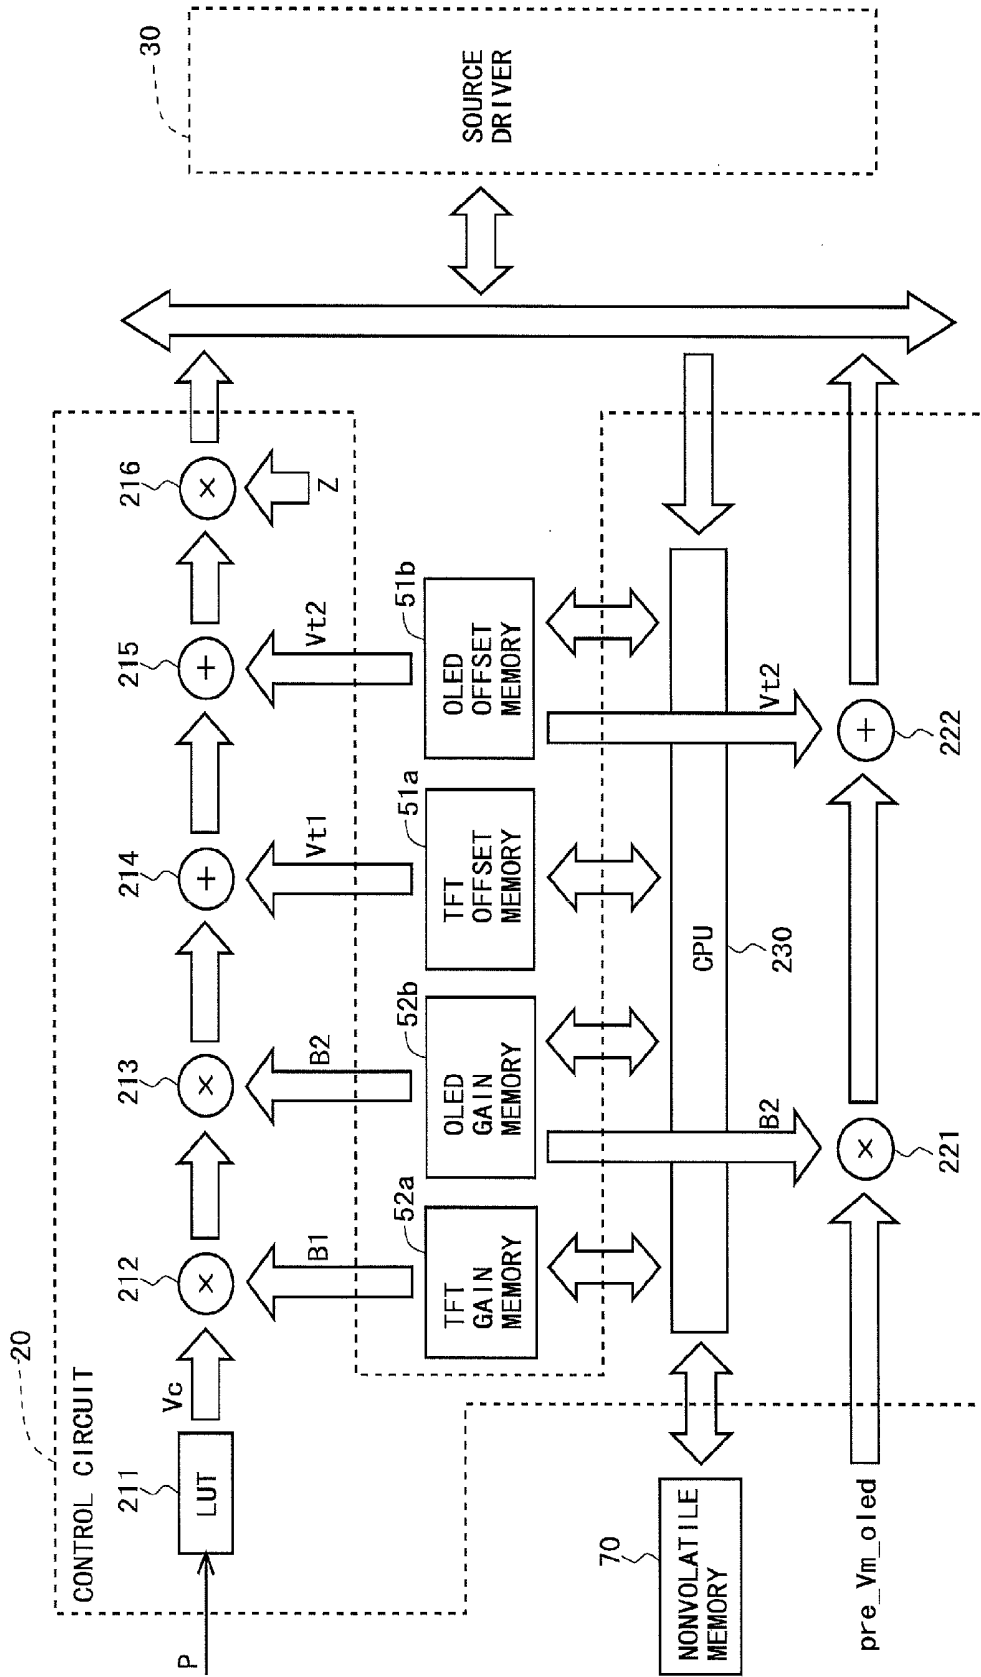 20
CONTROL CIRCUIT
P
211
LUT
Vc
212
×
213
×
214
+
215
+
216
×
Z
B1
B2
Vt1
Vt2
30
SOURCE
DRIVER
52a
TFT
GAIN
MEMORY
52b
OLED
GAIN
MEMORY
51a
TFT
OFFSET
MEMORY
51b
OLED
OFFSET
MEMORY
70
NONVOLATILE
MEMORY
CPU
230
B2
Vt2
pre_Vm_oled
×
221
+
222